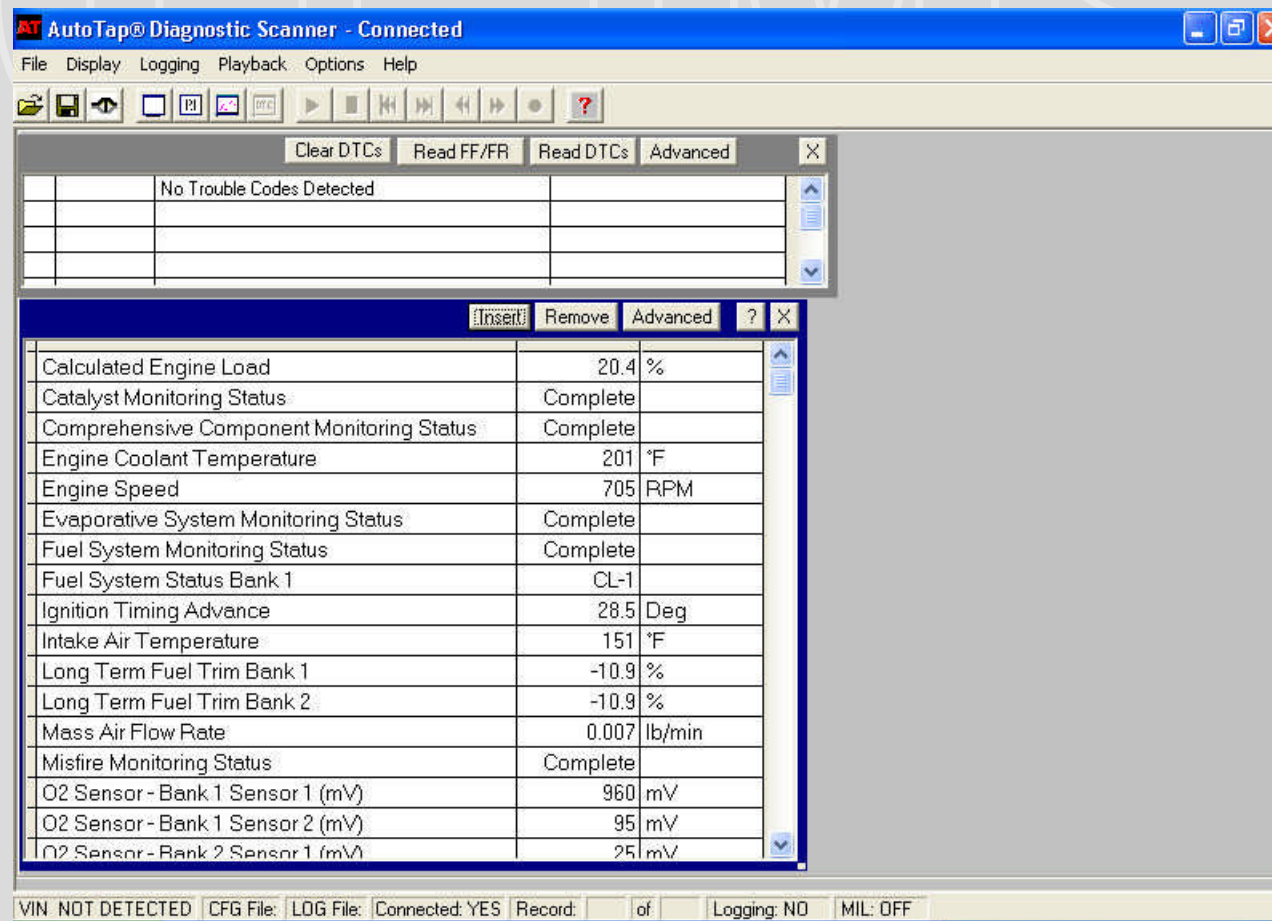 AT AutoTap® Diagnostic Scanner - Connected
File Display Logging Playback Options Help
PJ DTC ?
Clear DTCs Read FF/FR Read DTCs Advanced X
No Trouble Codes Detected
Insert Remove Advanced ? X
Calculated Engine Load 20.4 %
Catalyst Monitoring Status Complete
Comprehensive Component Monitoring Status Complete
Engine Coolant Temperature 201 °F
Engine Speed 705 RPM
Evaporative System Monitoring Status Complete
Fuel System Monitoring Status Complete
Fuel System Status Bank 1 CL-1
Ignition Timing Advance 28.5 Deg
Intake Air Temperature 151 °F
Long Term Fuel Trim Bank 1 -10.9 %
Long Term Fuel Trim Bank 2 -10.9 %
Mass Air Flow Rate 0.007 lb/min
Misfire Monitoring Status Complete
O2 Sensor - Bank 1 Sensor 1 (mV) 960 mV
O2 Sensor - Bank 1 Sensor 2 (mV) 95 mV
O2 Sensor - Bank 2 Sensor 1 (mV) 25 mV
VIN NOT DETECTED CFG File: LOG File: Connected: YES Record: of Logging: NO MIL: OFF